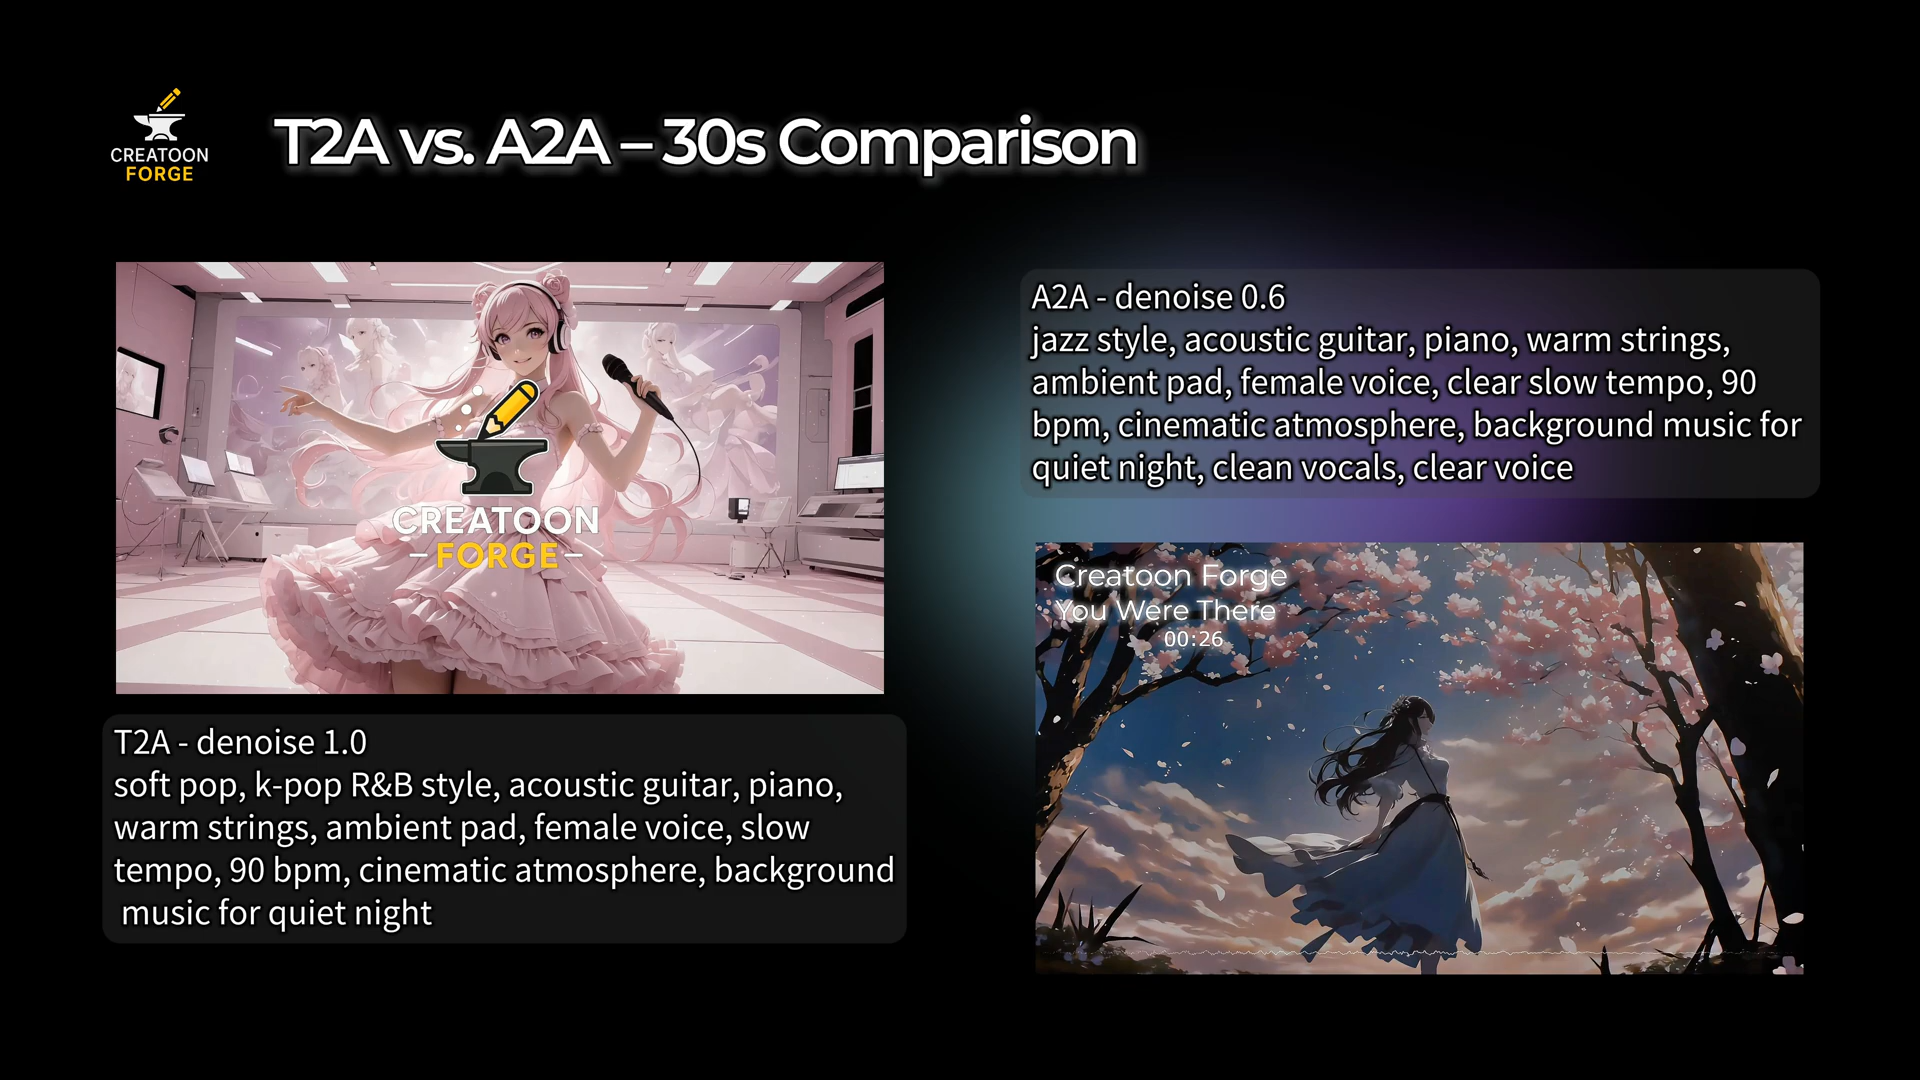 CREATOON
FORGE
T2A vs. A2A – 30s Comparison
CREATOON
– FORGE –
T2A - denoise 1.0
soft pop, k-pop R&B style, acoustic guitar, piano,
warm strings, ambient pad, female voice, slow
tempo, 90 bpm, cinematic atmosphere, background
music for quiet night
A2A - denoise 0.6
jazz style, acoustic guitar, piano, warm strings,
ambient pad, female voice, clear slow tempo, 90
bpm, cinematic atmosphere, background music for
quiet night, clean vocals, clear voice
Creatoon Forge
You Were There
00:26